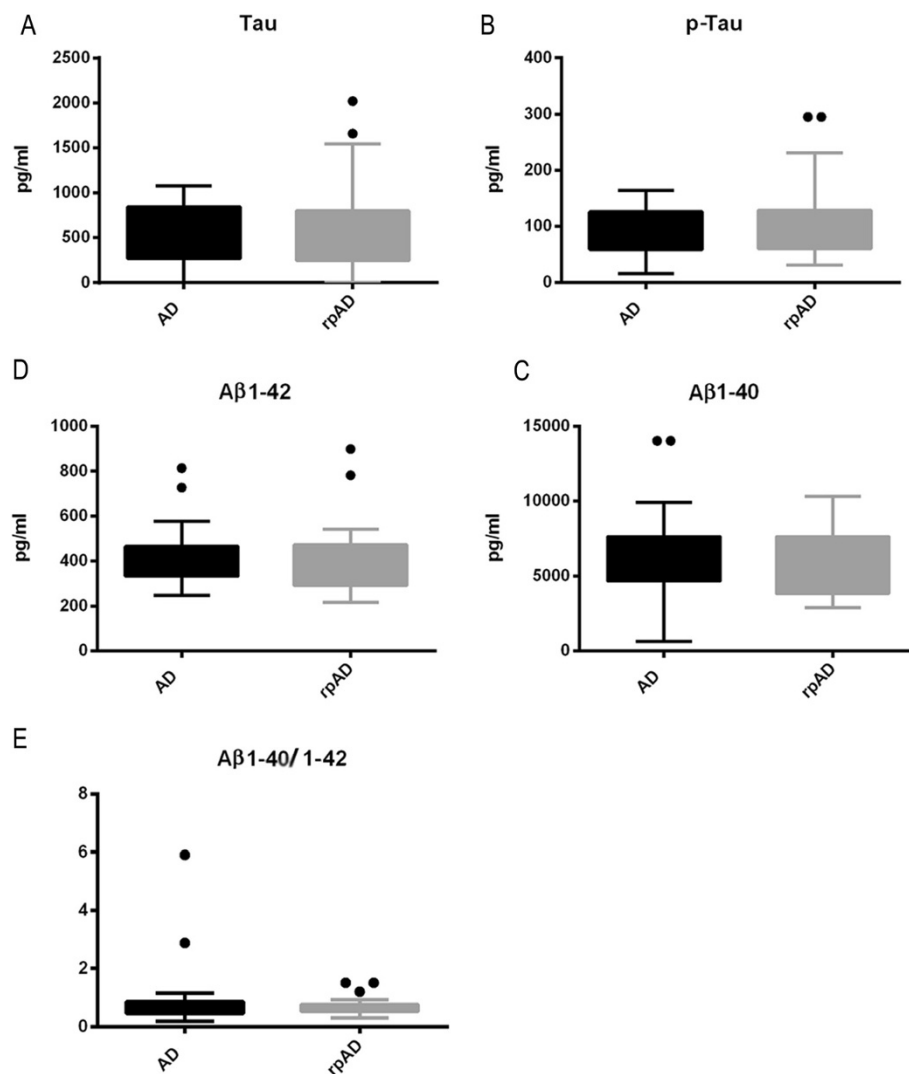 A
Tau
2500
2000
1500
1000
500
0
pg/ml
AD
rpAD
B
p-Tau
400
300
200
100
0
pg/ml
AD
rpAD
D
Aβ1-42
1000
800
600
400
200
0
pg/ml
AD
rpAD
C
Aβ1-40
15000
10000
5000
0
pg/ml
AD
rpAD
E
Aβ1-40/1-42
8
6
4
2
0
AD
rpAD